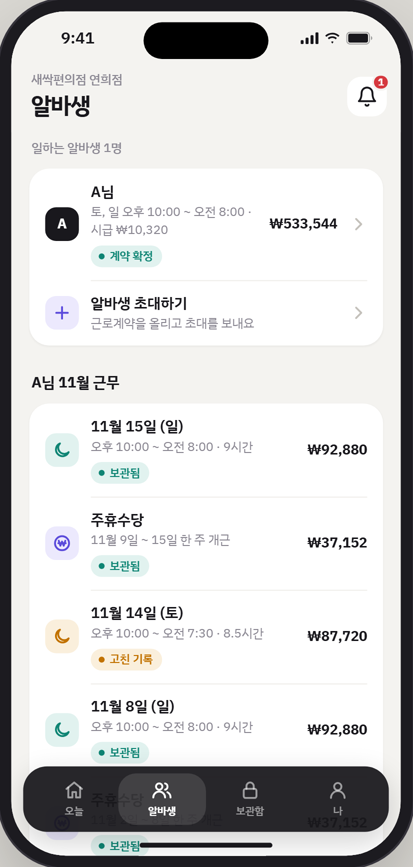 9:41
새싹편의점 연희점
알바생
1
일하는 알바생 1명
A
A님
토, 일 오후 10:00 ~ 오전 8:00 ·
시급 ₩10,320
₩533,544
계약 확정
알바생 초대하기
근로계약을 올리고 초대를 보내요
A님 11월 근무
11월 15일 (일)
오후 10:00 ~ 오전 8:00 · 9시간
₩92,880
보관됨
주휴수당
11월 9일 ~ 15일 한 주 개근
₩37,152
보관됨
11월 14일 (토)
오후 10:00 ~ 오전 7:30 · 8.5시간
₩87,720
고친 기록
11월 8일 (일)
오후 10:00 ~ 오전 8:00 · 9시간
₩92,880
보관됨
주휴수당
₩37,152
오늘
알바생
보관함
나
보관됨